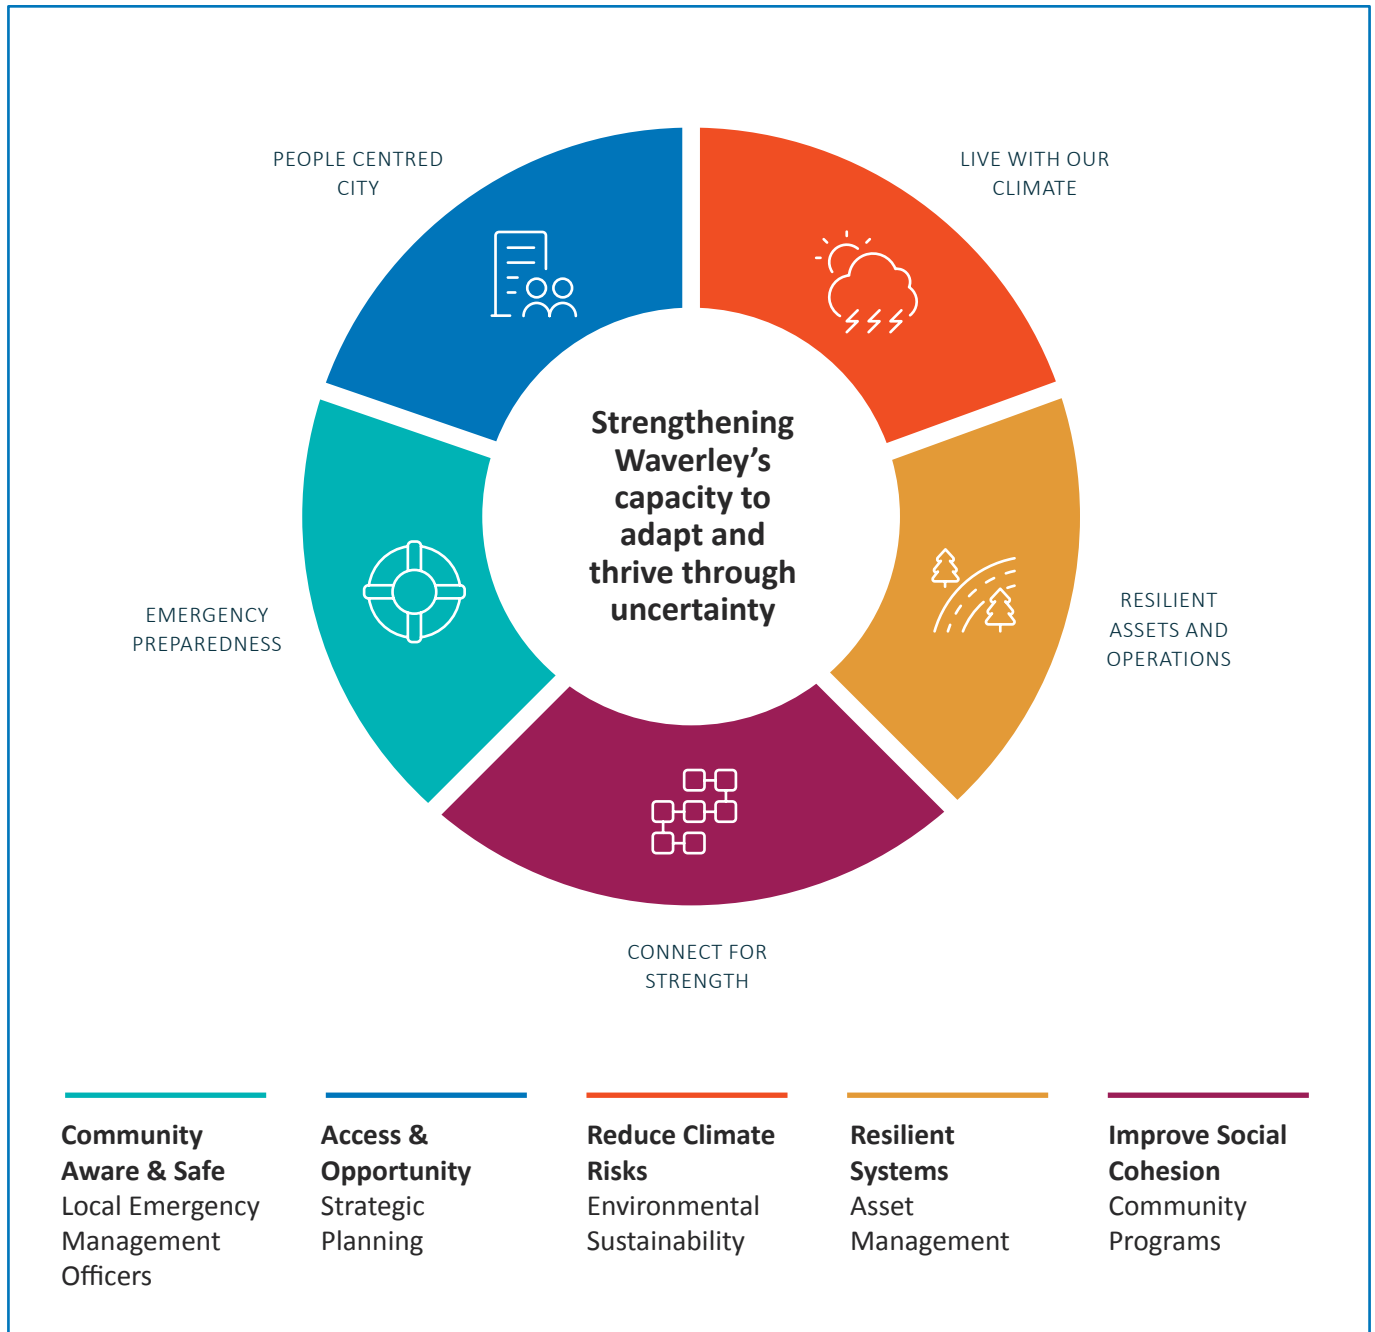 PEOPLE CENTRED
CITY
LIVE WITH OUR
CLIMATE
Strengthening
Waverley’s
capacity to
adapt and
thrive through
uncertainty
EMERGENCY
PREPAREDNESS
RESILIENT
ASSETS AND
OPERATIONS
CONNECT FOR
STRENGTH
Community
Aware & Safe
Local Emergency
Management
Officers
Access &
Opportunity
Strategic
Planning
Reduce Climate
Risks
Environmental
Sustainability
Resilient
Systems
Asset
Management
Improve Social
Cohesion
Community
Programs